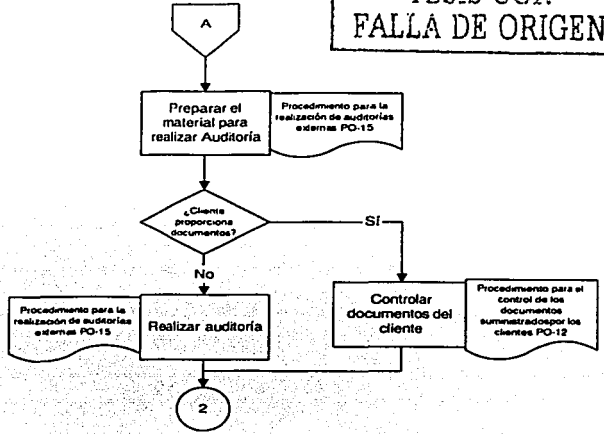 FALLA DE ORIGEN
A
Preparar el
material para
realizar Auditoría
Procedimiento para la
realización de auditorías
externas PO-15
¿Cliente
proporciona
documentos?
Sí
No
Procedimiento para la
realización de auditorías
externas PO-15
Realizar auditoría
Controlar
documentos del
cliente
Procedimiento para el
control de los
documentos
suministradospor los
clientes PO-12
2